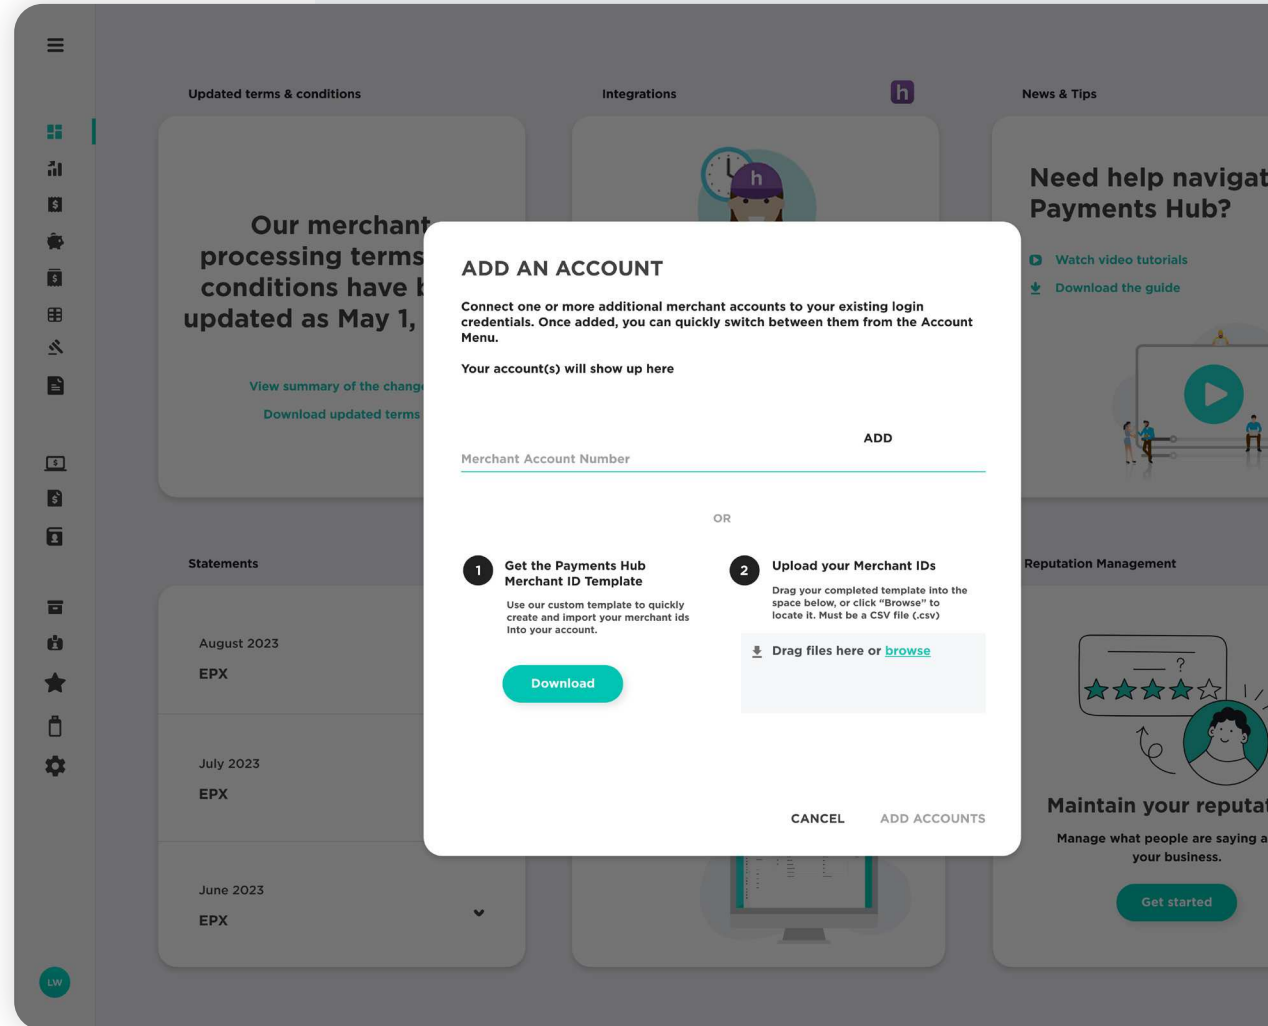 Updated terms & conditions
Integrations
h
News & Tips
h
Our merchant
processing terms
conditions have
updated as May 1,
View summary of the
Download updated terms
Need help
Payments Hub?
Watch video tutorials
Download the guide
ADD AN ACCOUNT
Connect one or more additional merchant accounts to your existing login
credentials. Once added, you can quickly switch between them from the Account
Menu.
Your account(s) will show up here
ADD
Merchant Account Number
OR
1
Get the Payments Hub
Merchant ID Template
Use our custom template to quickly
create and import your merchant ids
Into your account.
Download
2
Upload your Merchant IDs
Drag your completed template into the
space below, or click “Browse” to
locate it. Must be a CSV file (.csv)
Drag files here or browse
CANCEL
ADD ACCOUNTS
Statements
August 2023
EPX
July 2023
EPX
June 2023
EPX
Reputation Management
?
Maintain your
Manage what people are saying
your business.
Get started
LW